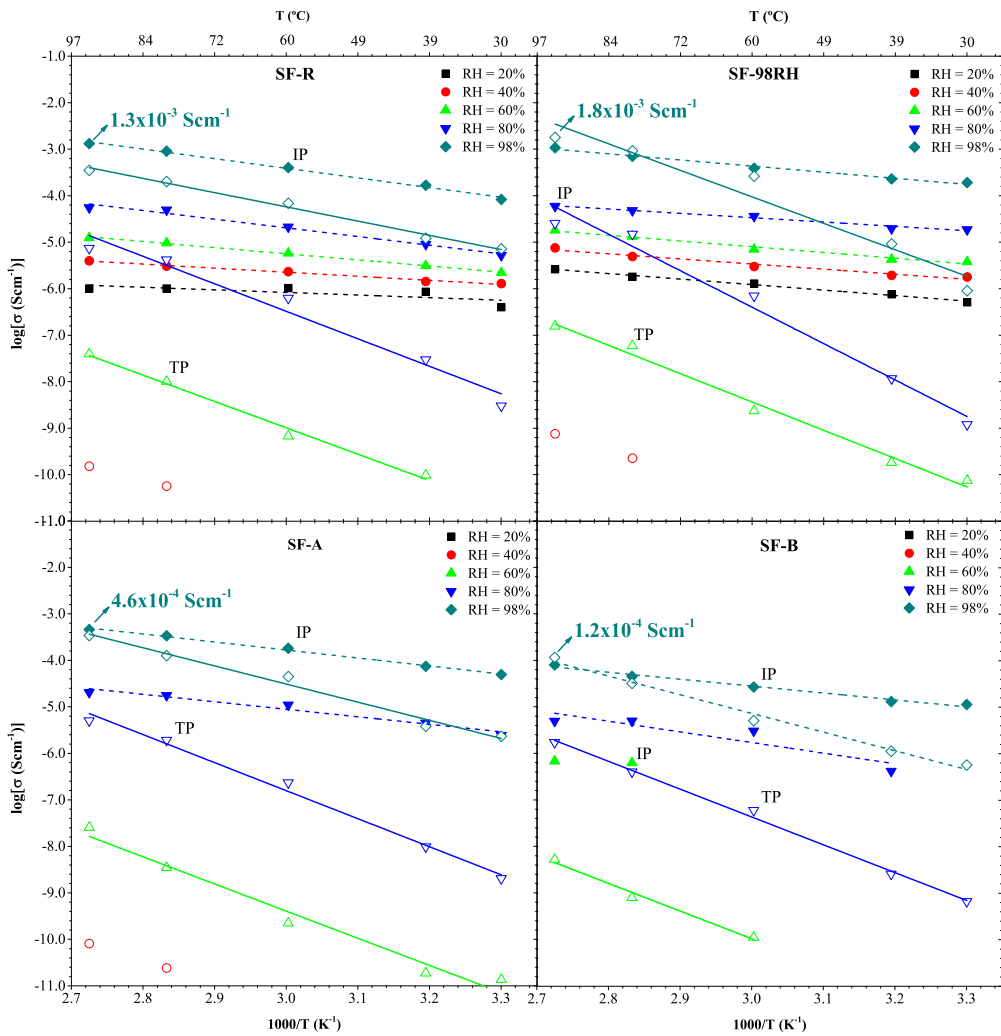 T (ºC)
T (ºC)
97 84 72 60 49 39 30
97 84 72 60 49 39 30
-1.0
-2.0
-3.0
-4.0
-5.0
-6.0
-7.0
-8.0
-9.0
-10.0
-11.0
log[σ (Scm⁻¹)]
SF-R
RH = 20%
RH = 40%
RH = 60%
RH = 80%
RH = 98%
1.3x10⁻³ Scm⁻¹
IP
TP
SF-98RH
RH = 20%
RH = 40%
RH = 60%
RH = 80%
RH = 98%
1.8x10⁻³ Scm⁻¹
IP
IP
TP
-2.0
-3.0
-4.0
-5.0
-6.0
-7.0
-8.0
-9.0
-10.0
-11.0
log[σ (Scm⁻¹)]
SF-A
RH = 20%
RH = 40%
RH = 60%
RH = 80%
RH = 98%
4.6x10⁻⁴ Scm⁻¹
IP
TP
SF-B
RH = 20%
RH = 40%
RH = 60%
RH = 80%
RH = 98%
1.2x10⁻⁴ Scm⁻¹
IP
IP
TP
2.7 2.8 2.9 3.0 3.1 3.2 3.3
2.7 2.8 2.9 3.0 3.1 3.2 3.3
1000/T (K⁻¹)
1000/T (K⁻¹)